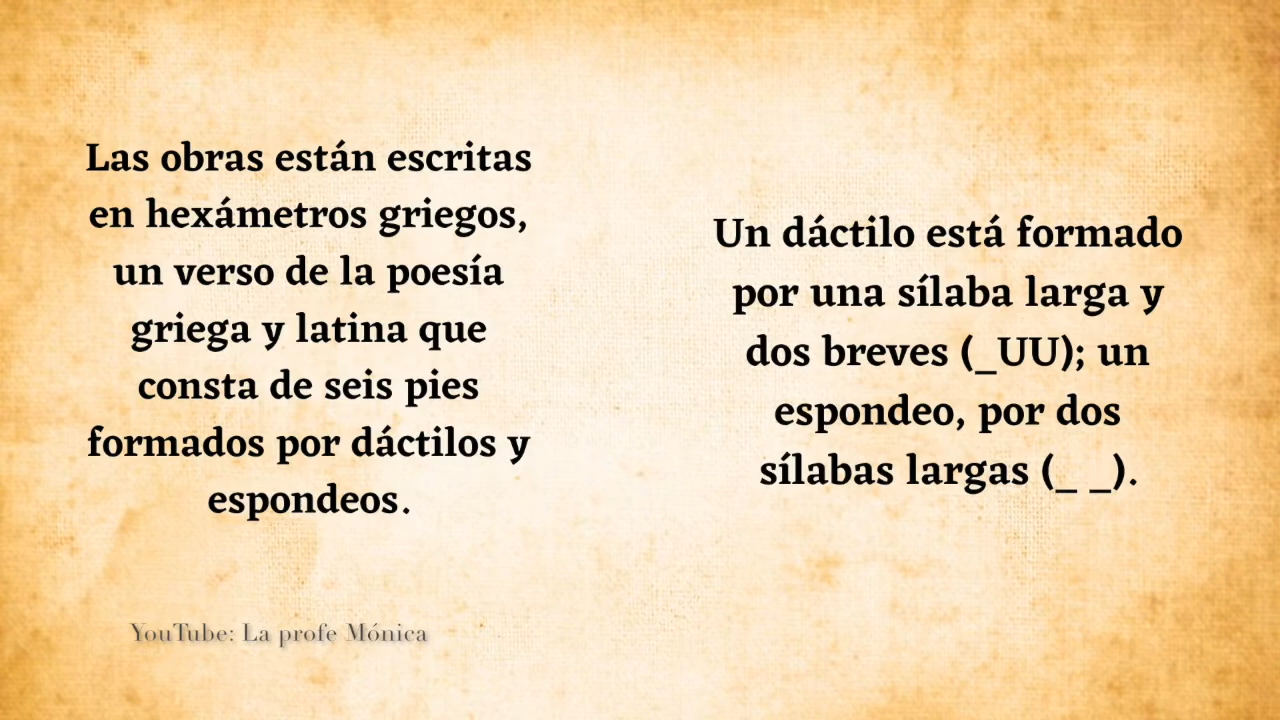 Las obras están escritas
en hexámetros griegos,
un verso de la poesía
griega y latina que
consta de seis pies
formados por dáctilos y
espondeos.
Un dáctilo está formado
por una sílaba larga y
dos breves (_UU); un
espondeo, por dos
sílabas largas (_ _).
YouTube: La profe Mónica